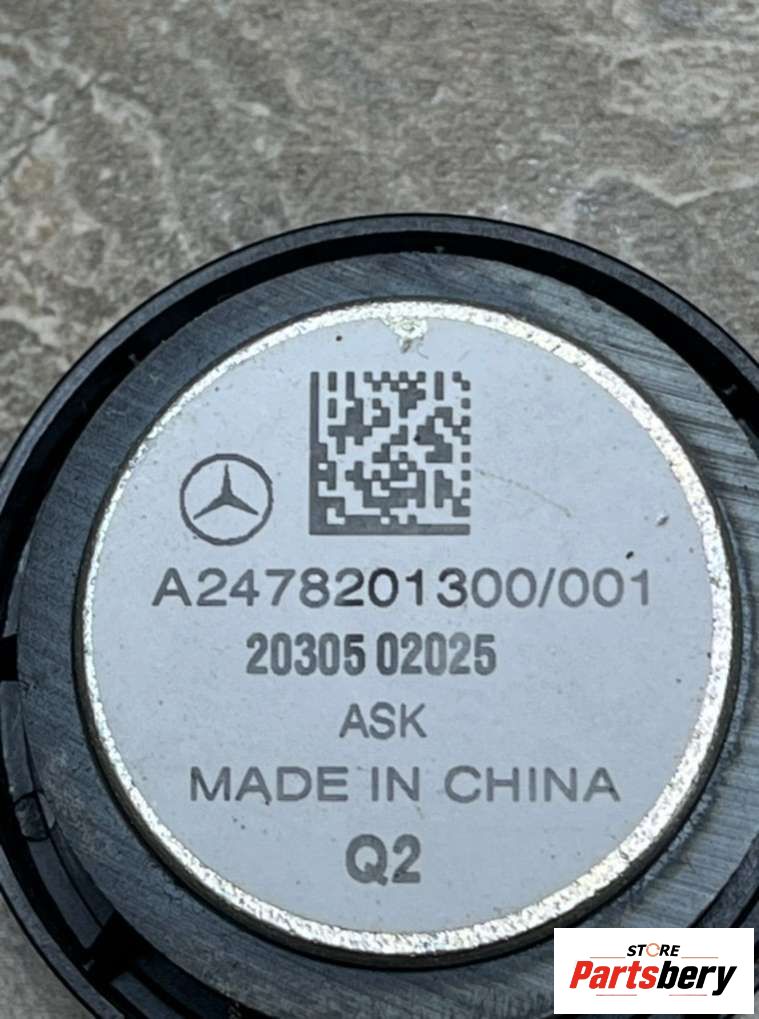 A2478201300/001
20305 02025
ASK
MADE IN CHINA
Q2
STORE
Partsbery